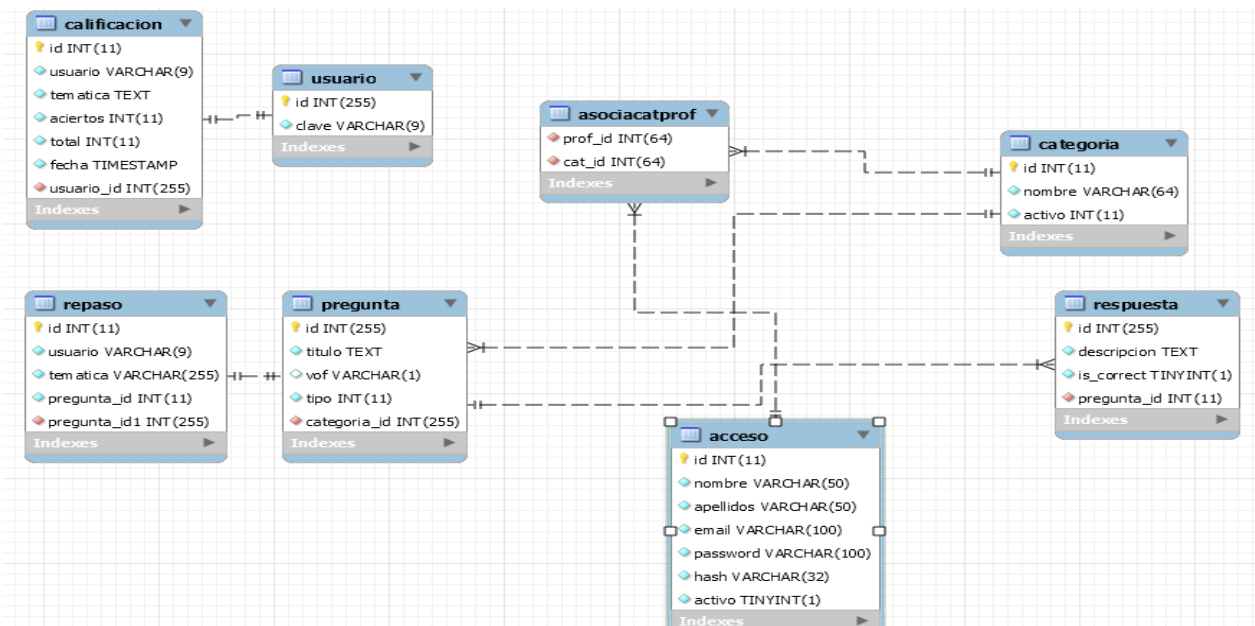 calificacion
id INT(11)
usuario VARCHAR(9)
tematica TEXT
aciertos INT(11)
total INT(11)
fecha TIMESTAMP
usuario_id INT(255)
Indexes
usuario
id INT(255)
clave VARCHAR(9)
Indexes
asociacatprof
prof_id INT(64)
cat_id INT(64)
Indexes
categoria
id INT(11)
nombre VARCHAR(64)
activo INT(11)
Indexes
repaso
id INT(11)
usuario VARCHAR(9)
tematica VARCHAR(255)
pregunta_id INT(11)
pregunta_id1 INT(255)
Indexes
pregunta
id INT(255)
titulo TEXT
vof VARCHAR(1)
tipo INT(11)
categoria_id INT(255)
Indexes
respuesta
id INT(255)
descripcion TEXT
is_correct TINYINT(1)
pregunta_id INT(11)
Indexes
acceso
id INT(11)
nombre VARCHAR(50)
apellidos VARCHAR(50)
email VARCHAR(100)
password VARCHAR(100)
hash VARCHAR(32)
activo TINYINT(1)
Indexes